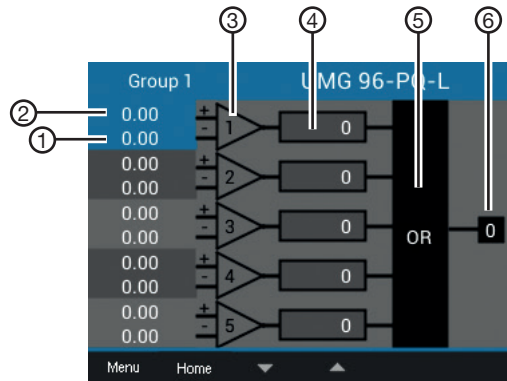 3 4 5 6
Group 1 UMG 96-PQ-L
2 0.00 +
1 0.00 - 1 0
0.00 +
0.00 - 2 0
0.00 +
0.00 - 3 0 OR 0
0.00 +
0.00 - 4 0
0.00 +
0.00 - 5 0
Menu Home